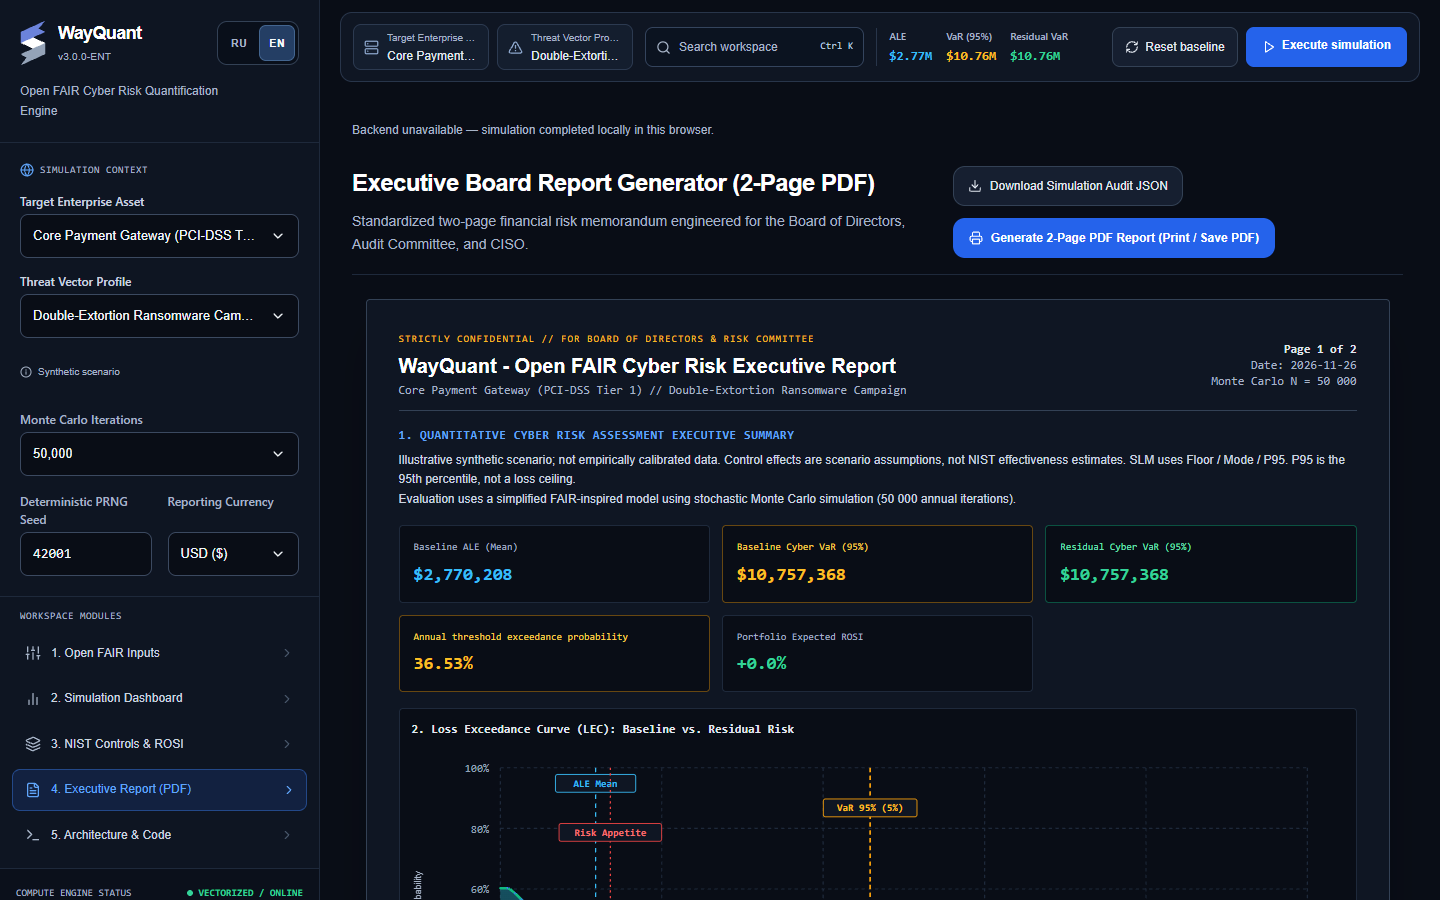 WayQuant
v3.0.0-ENT
RU
EN
Open FAIR Cyber Risk Quantification
Engine
SIMULATION CONTEXT
Target Enterprise Asset
Core Payment Gateway (PCI-DSS T...
Threat Vector Profile
Double-Extortion Ransomware Cam...
Synthetic scenario
Monte Carlo Iterations
50,000
Deterministic PRNG
Seed
Reporting Currency
42001
USD ($)
WORKSPACE MODULES
1. Open FAIR Inputs
2. Simulation Dashboard
3. NIST Controls & ROSI
4. Executive Report (PDF)
5. Architecture & Code
COMPUTE ENGINE STATUS
VECTORIZED / ONLINE
Target Enterprise ...
Core Payment...
Threat Vector Pro...
Double-Extorti...
Search workspace
Ctrl K
ALE
$2.77M
VaR (95%)
$10.76M
Residual VaR
$10.76M
Reset baseline
Execute simulation
Backend unavailable — simulation completed locally in this browser.
Executive Board Report Generator (2-Page PDF)
Standardized two-page financial risk memorandum engineered for the Board of Directors,
Audit Committee, and CISO.
Download Simulation Audit JSON
Generate 2-Page PDF Report (Print / Save PDF)
STRICTLY CONFIDENTIAL // FOR BOARD OF DIRECTORS & RISK COMMITTEE
WayQuant - Open FAIR Cyber Risk Executive Report
Core Payment Gateway (PCI-DSS Tier 1) // Double-Extortion Ransomware Campaign
Page 1 of 2
Date: 2026-11-26
Monte Carlo N = 50 000
1. QUANTITATIVE CYBER RISK ASSESSMENT EXECUTIVE SUMMARY
Illustrative synthetic scenario; not empirically calibrated data. Control effects are scenario assumptions, not NIST effectiveness estimates. SLM uses Floor / Mode / P95. P95 is the
95th percentile, not a loss ceiling.
Evaluation uses a simplified FAIR-inspired model using stochastic Monte Carlo simulation (50 000 annual iterations).
Baseline ALE (Mean)
$2,770,208
Baseline Cyber VaR (95%)
$10,757,368
Residual Cyber VaR (95%)
$10,757,368
Annual threshold exceedance probability
36.53%
Portfolio Expected ROSI
+0.0%
2. Loss Exceedance Curve (LEC): Baseline vs. Residual Risk
100%
80%
60%
ALE Mean
Risk Appetite
VaR 95% (5%)